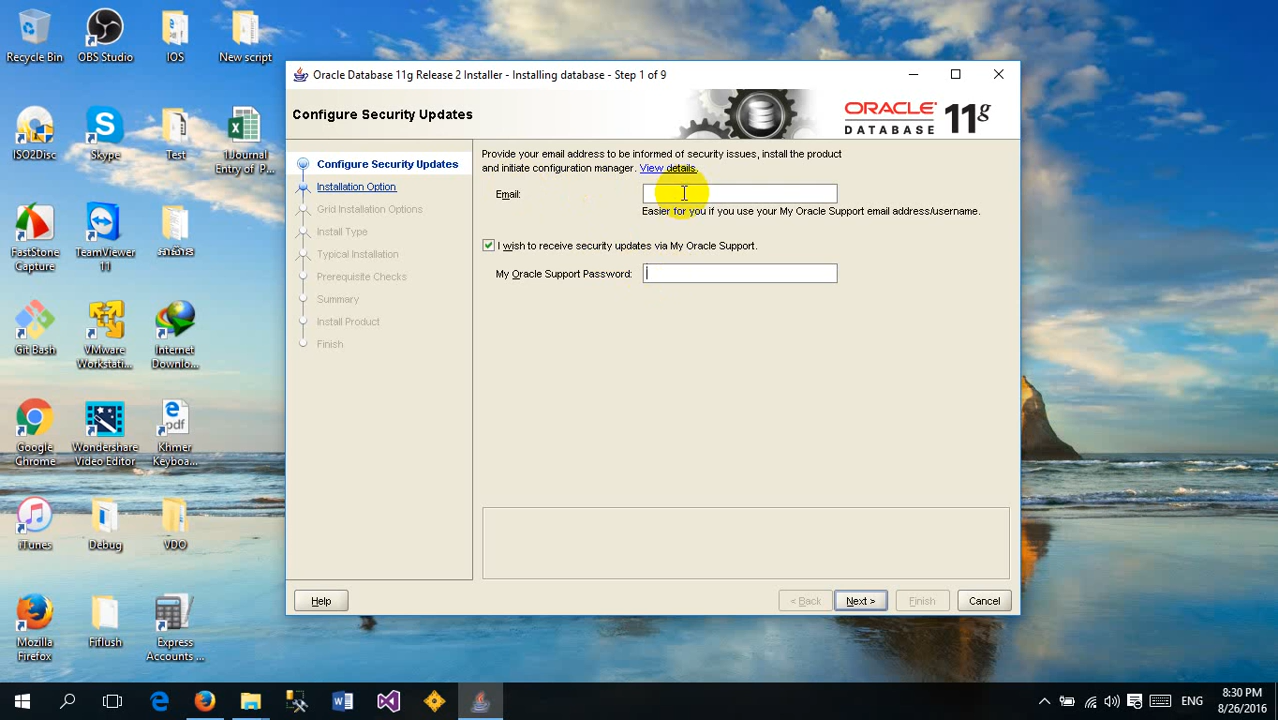 Recycle Bin
OBS Studio
IOS
New script
ISO2Disc
Skype
Test
1Journal
Entry of P...
FastStone
Capture
TeamViewer
11
Git Bash
VMware
Workstati...
Internet
Downlo...
Google
Chrome
Wondershare
Video Editor
pdf
Khmer
Keyboa...
iTunes
Debug
VDO
Mozilla
Firefox
Fiflush
Express
Accounts ...
Oracle Database 11g Release 2 Installer - Installing database - Step 1 of 9
Configure Security Updates
ORACLE
DATABASE
11g
Configure Security Updates
Installation Option
Grid Installation Options
Install Type
Typical Installation
Prerequisite Checks
Summary
Install Product
Finish
Provide your email address to be informed of security issues, install the product
and initiate configuration manager. View details.
Email:
Easier for you if you use your My Oracle Support email address/username.
I wish to receive security updates via My Oracle Support.
My Oracle Support Password:
Help
< Back
Next >
Finish
Cancel
ENG
8:30 PM
8/26/2016